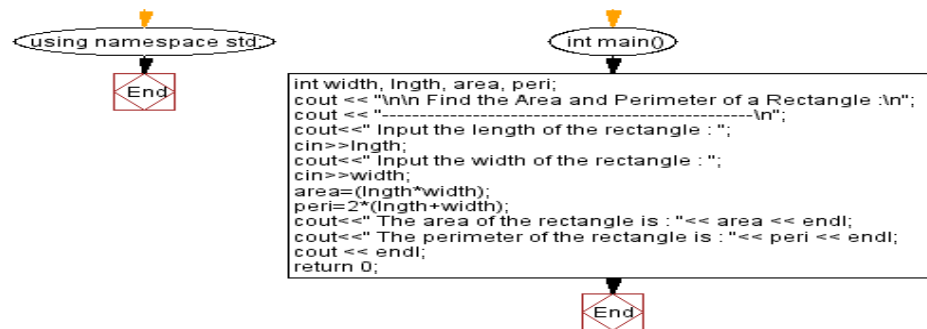 using namespace std;
End
int main()
int width, lngth, area, peri;
cout << "\n\n Find the Area and Perimeter of a Rectangle :\n";
cout << "-------------------------------------------------\n";
cout<<" Input the length of the rectangle : ";
cin>>lngth;
cout<<" Input the width of the rectangle : ";
cin>>width;
area=(lngth*width);
peri=2*(lngth+width);
cout<<" The area of the rectangle is : "<< area << endl;
cout<<" The perimeter of the rectangle is : "<< peri << endl;
cout << endl;
return 0;
End